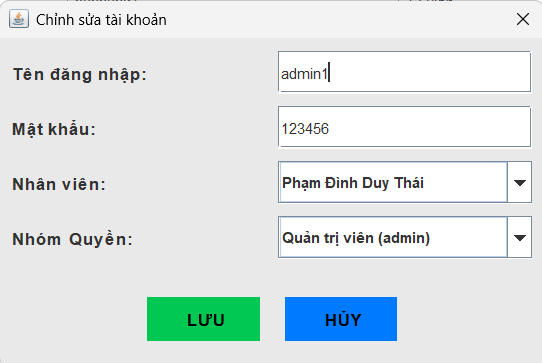 Chỉnh sửa tài khoản
Tên đăng nhập: admin1
Mật khẩu: 123456
Nhân viên: Phạm Đình Duy Thái
Nhóm Quyền: Quản trị viên (admin)
LƯU HỦY